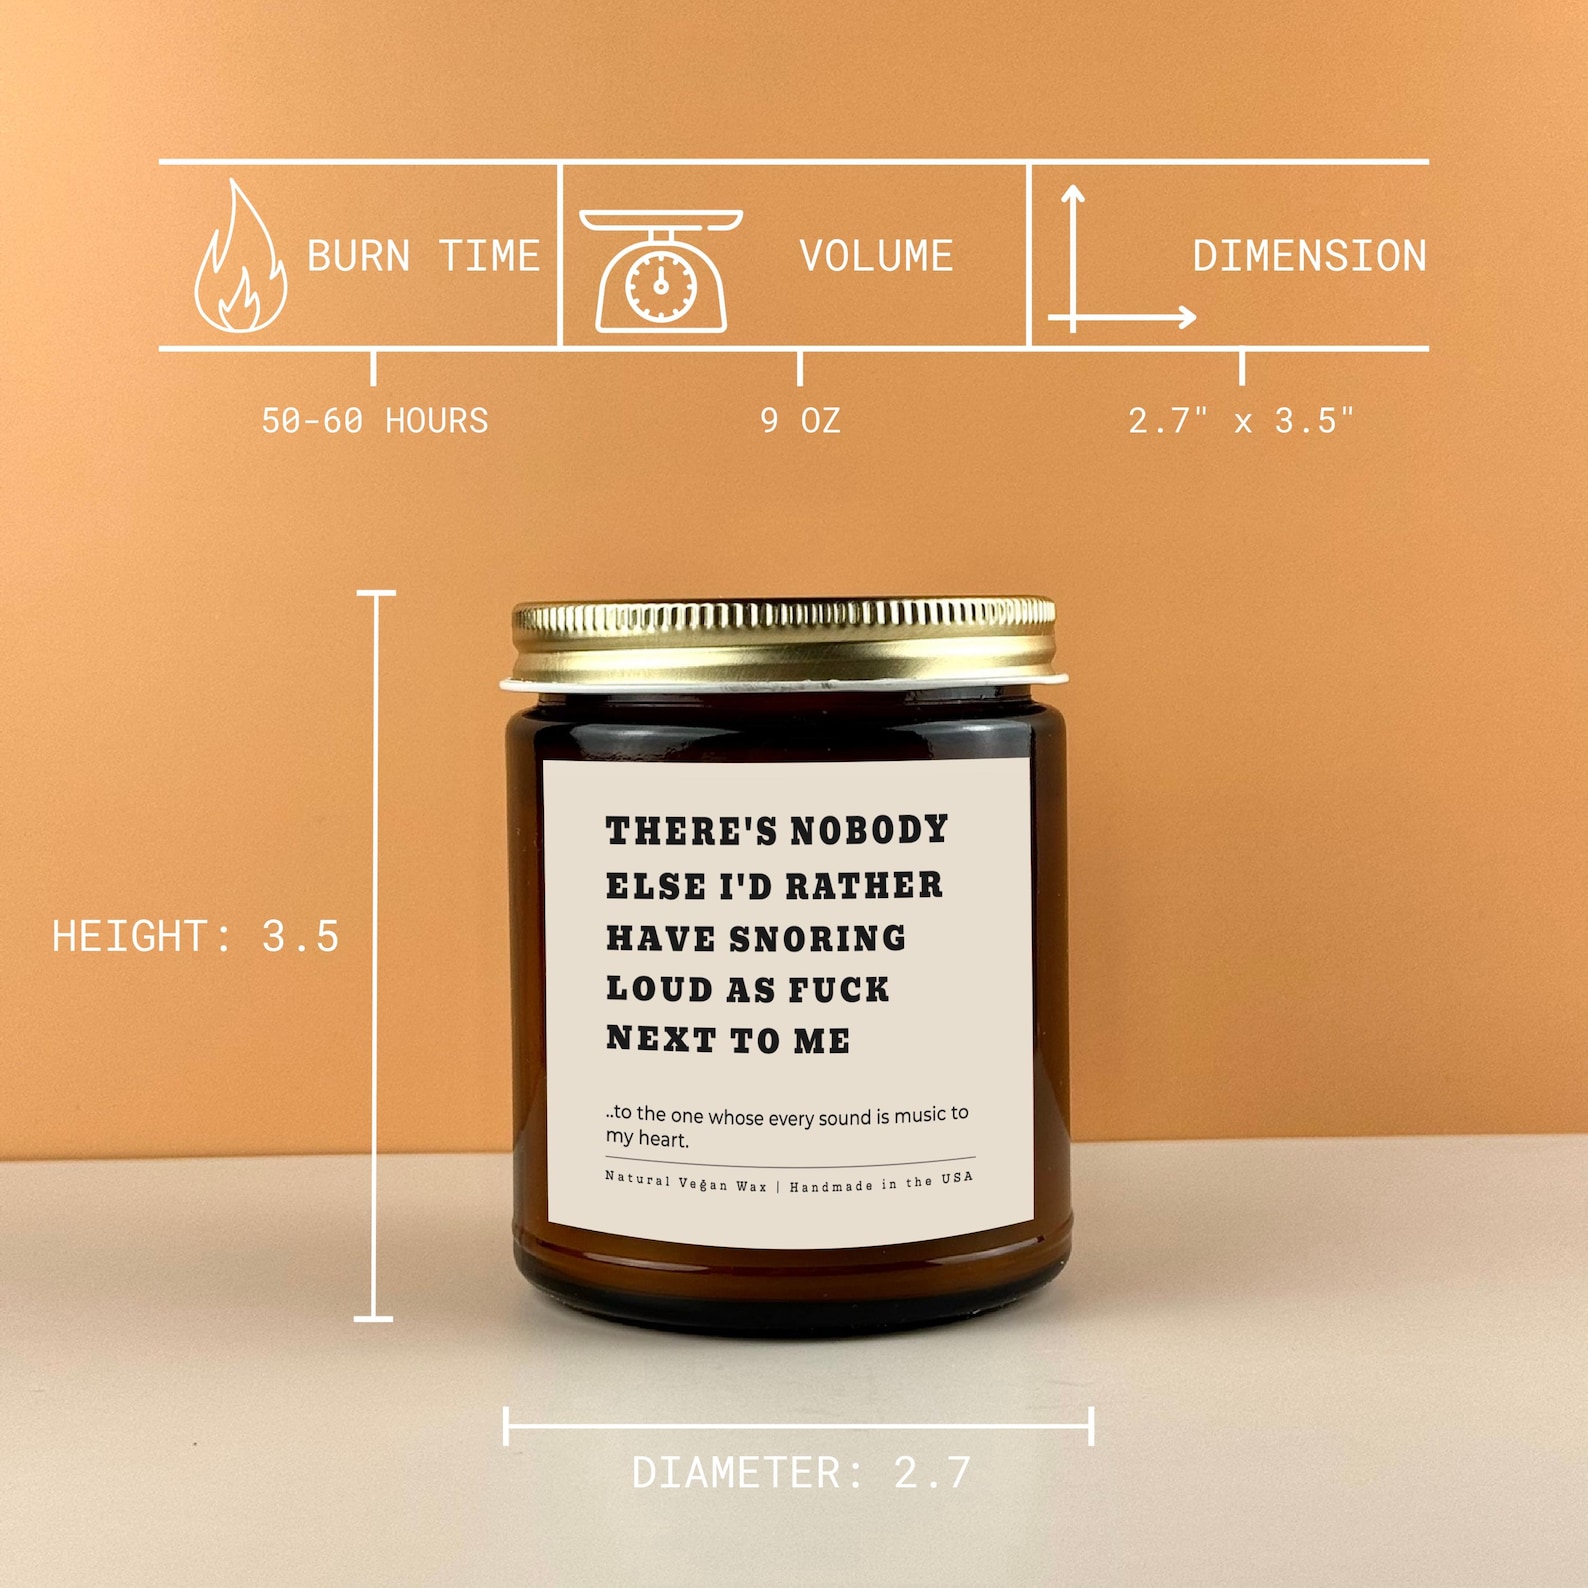 BURN TIME
VOLUME
DIMENSION
50-60 HOURS
9 OZ
2.7" x 3.5"
THERE'S NOBODY
ELSE I'D RATHER
HAVE SNORING
LOUD AS FUCK
NEXT TO ME
..to the one whose every sound is music to
my heart.
Natural Vegan Wax | Handmade in the USA
HEIGHT: 3.5
DIAMETER: 2.7